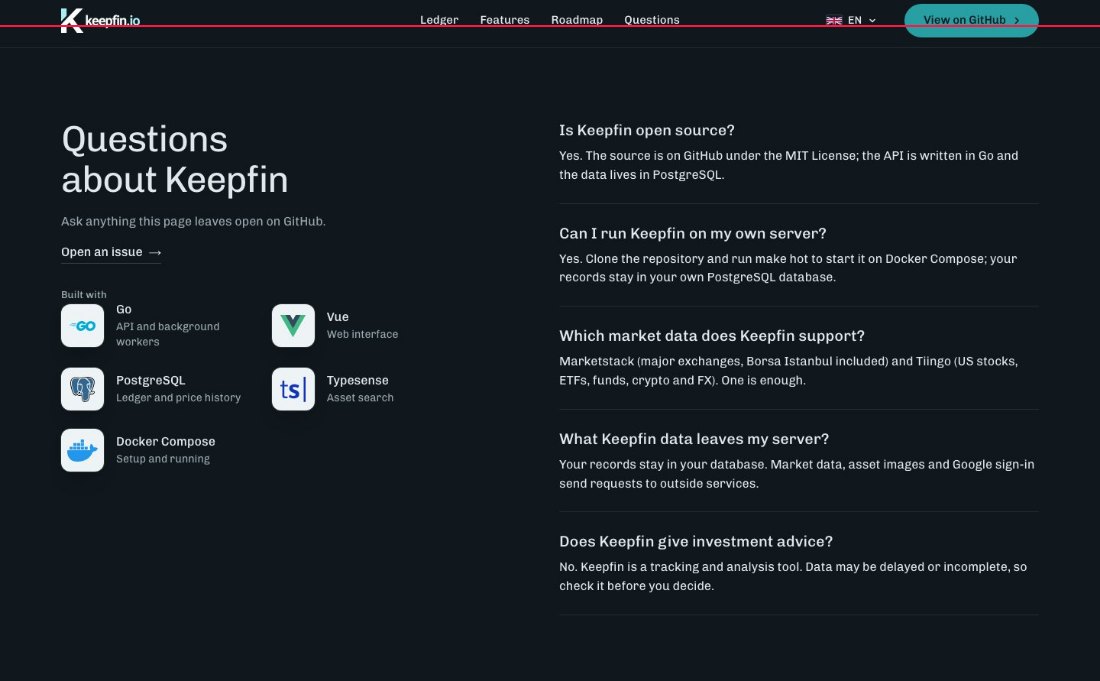 keepfin.io
Ledger
Features
Roadmap
Questions
EN
View on GitHub
Questions
about Keepfin
Ask anything this page leaves open on GitHub.
Open an issue →
Built with
GO
Go
API and background
workers
Vue
Web interface
PostgreSQL
Ledger and price history
ts|
Typesense
Asset search
Docker Compose
Setup and running
Is Keepfin open source?
Yes. The source is on GitHub under the MIT License; the API is written in Go and
the data lives in PostgreSQL.
Can I run Keepfin on my own server?
Yes. Clone the repository and run make hot to start it on Docker Compose; your
records stay in your own PostgreSQL database.
Which market data does Keepfin support?
Marketstack (major exchanges, Borsa Istanbul included) and Tiingo (US stocks,
ETFs, funds, crypto and FX). One is enough.
What Keepfin data leaves my server?
Your records stay in your database. Market data, asset images and Google sign-in
send requests to outside services.
Does Keepfin give investment advice?
No. Keepfin is a tracking and analysis tool. Data may be delayed or incomplete, so
check it before you decide.